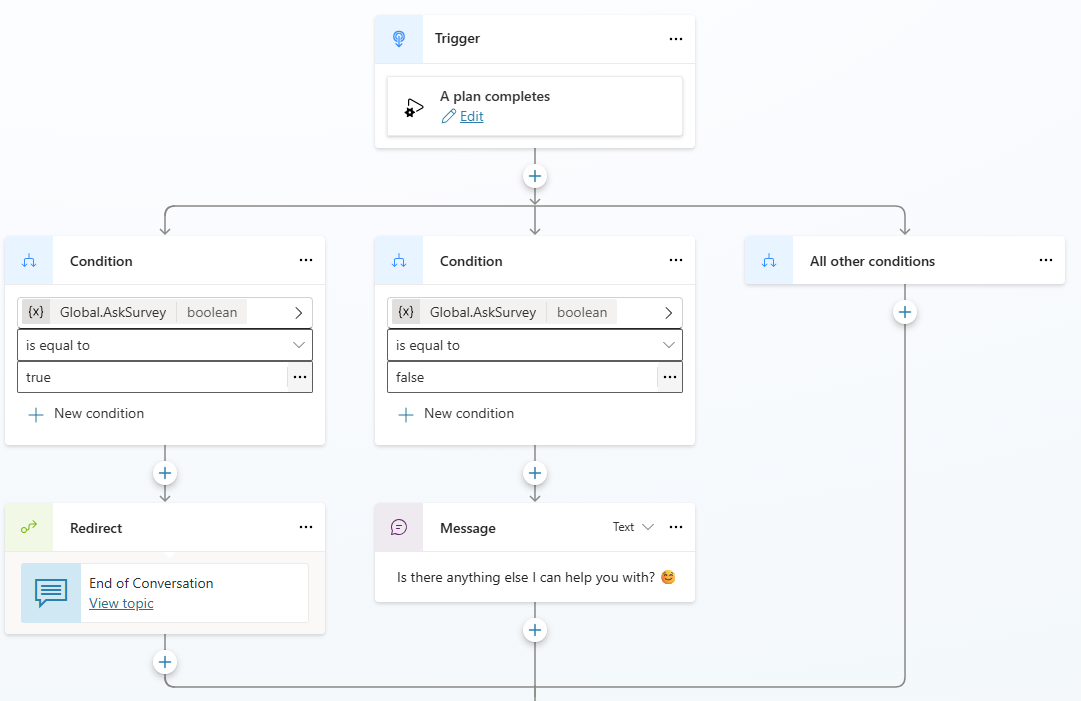 Trigger
A plan completes
Edit
Condition
{x} Global.AskSurvey boolean
is equal to
true
New condition
Condition
{x} Global.AskSurvey boolean
is equal to
false
New condition
All other conditions
Redirect
End of Conversation
View topic
Message Text
Is there anything else I can help you with? 😊